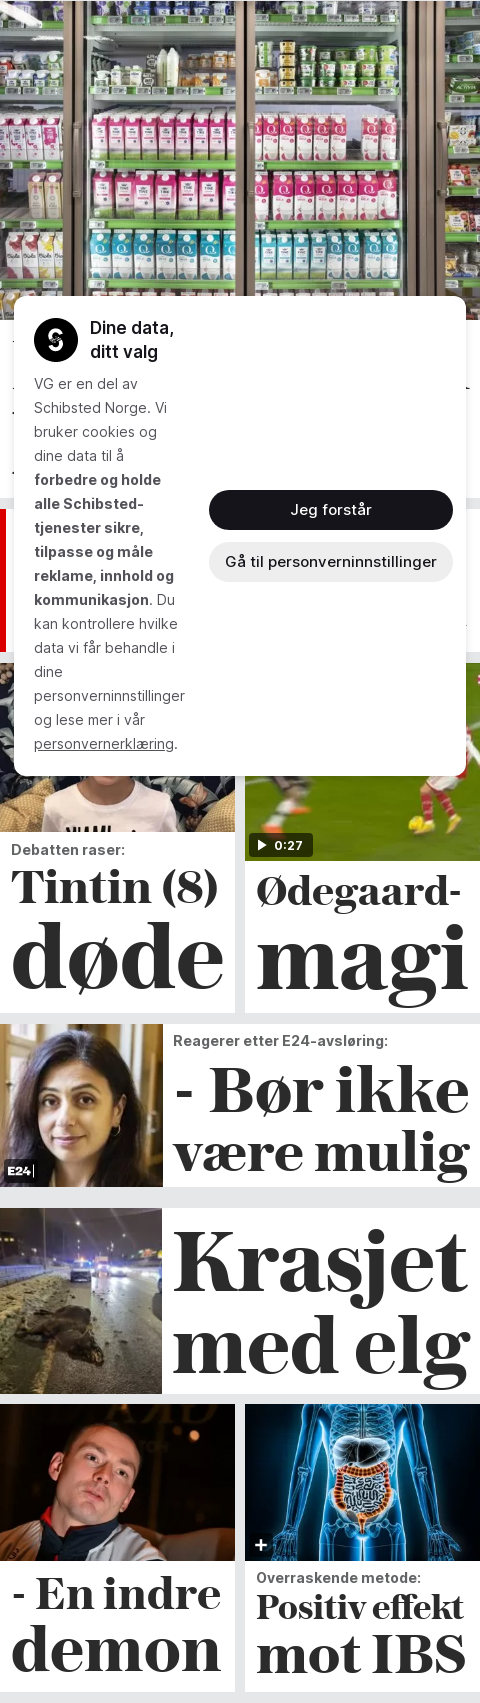 Dine data,
ditt valg
VG er en del av
Schibsted Norge. Vi
bruker cookies og
dine data til å
forbedre og holde
alle Schibsted-
tjenester sikre,
tilpasse og måle
reklame, innhold og
kommunikasjon. Du
kan kontrollere hvilke
data vi får behandle i
dine
personverninnstillinger
og lese mer i vår
personvernerklæring.
Jeg forstår
Gå til personverninnstillinger
0:27
Debatten raser:
Tintin (8)
døde
Ødegaard-
magi
Reagerer etter E24-avsløring:
- Bør ikke
være mulig
E24
Krasjet
med elg
- En indre
demon
Overraskende metode:
Positiv effekt
mot IBS